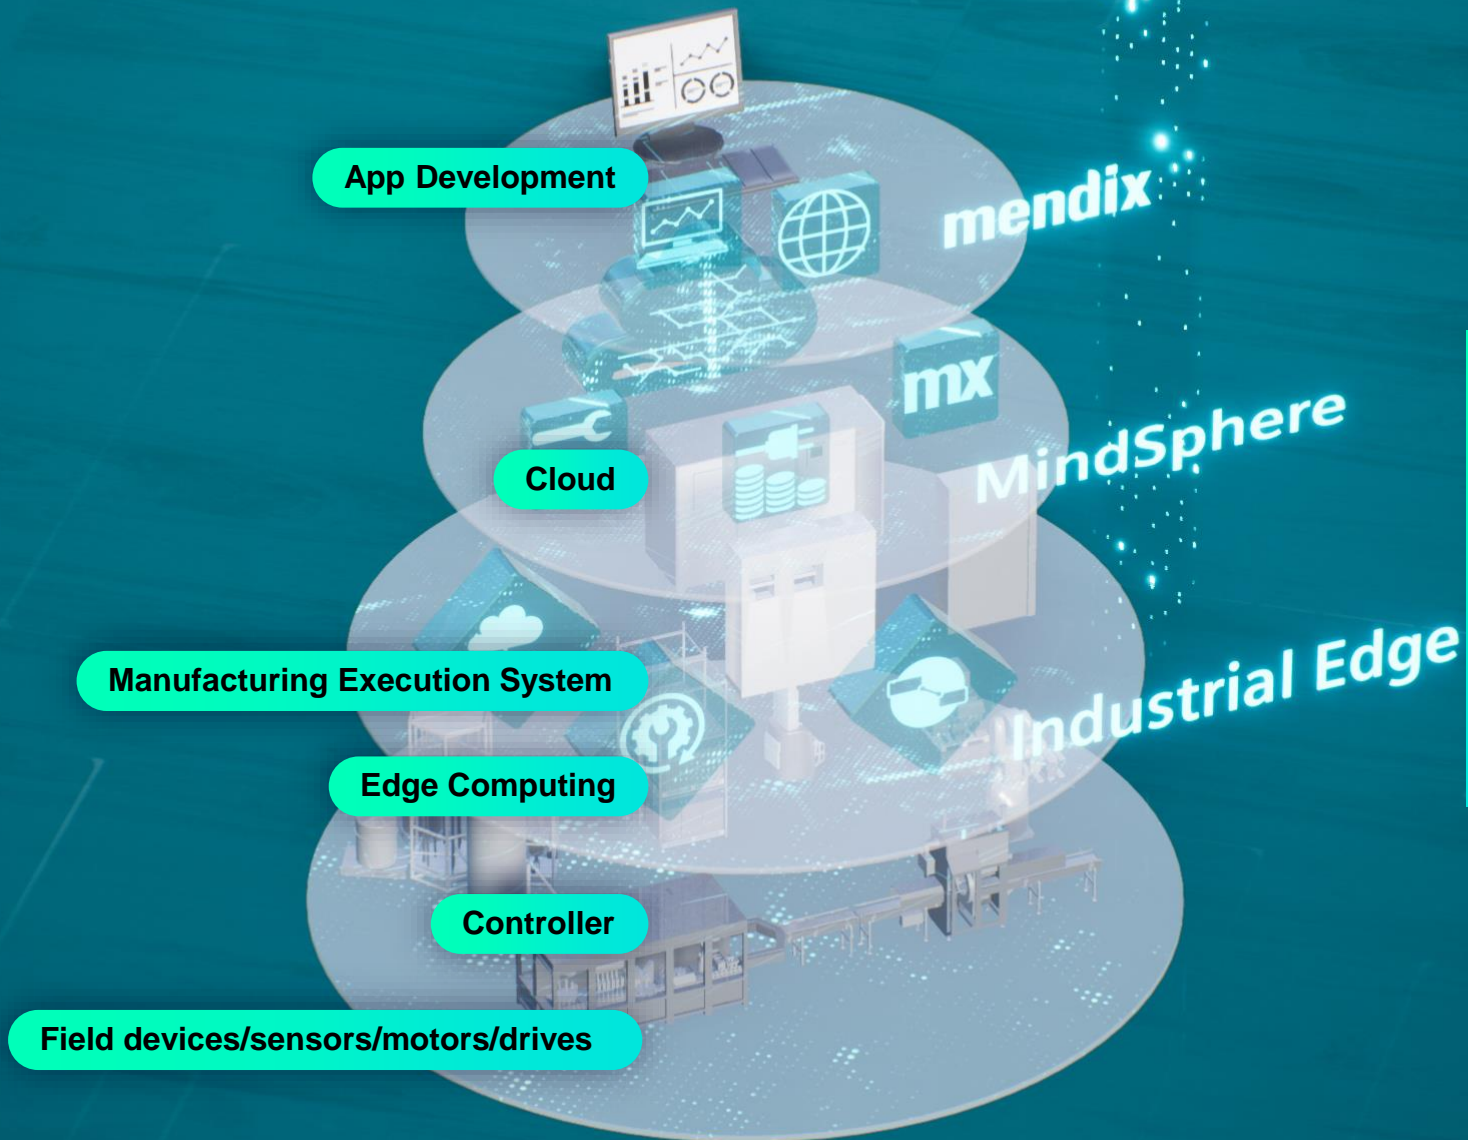 App Development
mendix
mx
MindSphere
Cloud
Manufacturing Execution System
Industrial Edge
Edge Computing
Controller
Field devices/sensors/motors/drives